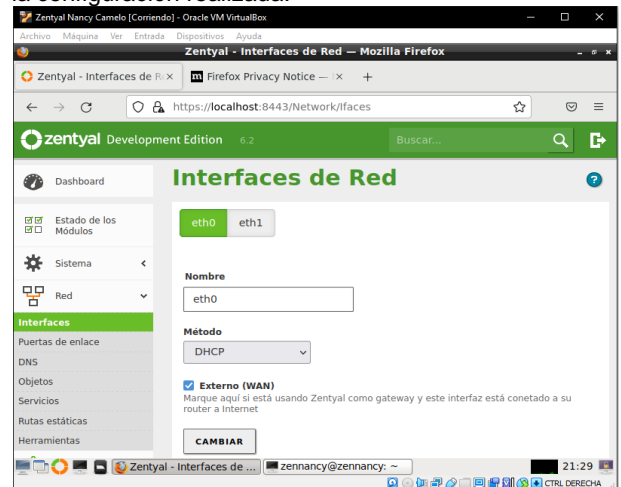 la configuración realizada.
Zentyal Nancy Camelo [Corriendo] - Oracle VM VirtualBox
Archivo Máquina Ver Entrada Dispositivos Ayuda
Zentyal - Interfaces de Red — Mozilla Firefox
Zentyal - Interfaces de R
Firefox Privacy Notice —
https://localhost:8443/Network/Ifaces
zentyal Development Edition 6.2
Buscar...
Dashboard
Interfaces de Red
Estado de los
Módulos
eth0 eth1
Sistema
Nombre
Red
eth0
Interfaces
Puertas de enlace
Método
DHCP
DNS
Objetos
Externo (WAN)
Servicios
Marque aquí si está usando Zentyal como gateway y este interfaz está conetado a su
router a Internet
Rutas estáticas
Herramientas
CAMBIAR
Zentyal - Interfaces de ...
zennancy@zennancy: ~
21:29
CTRL DERECHA